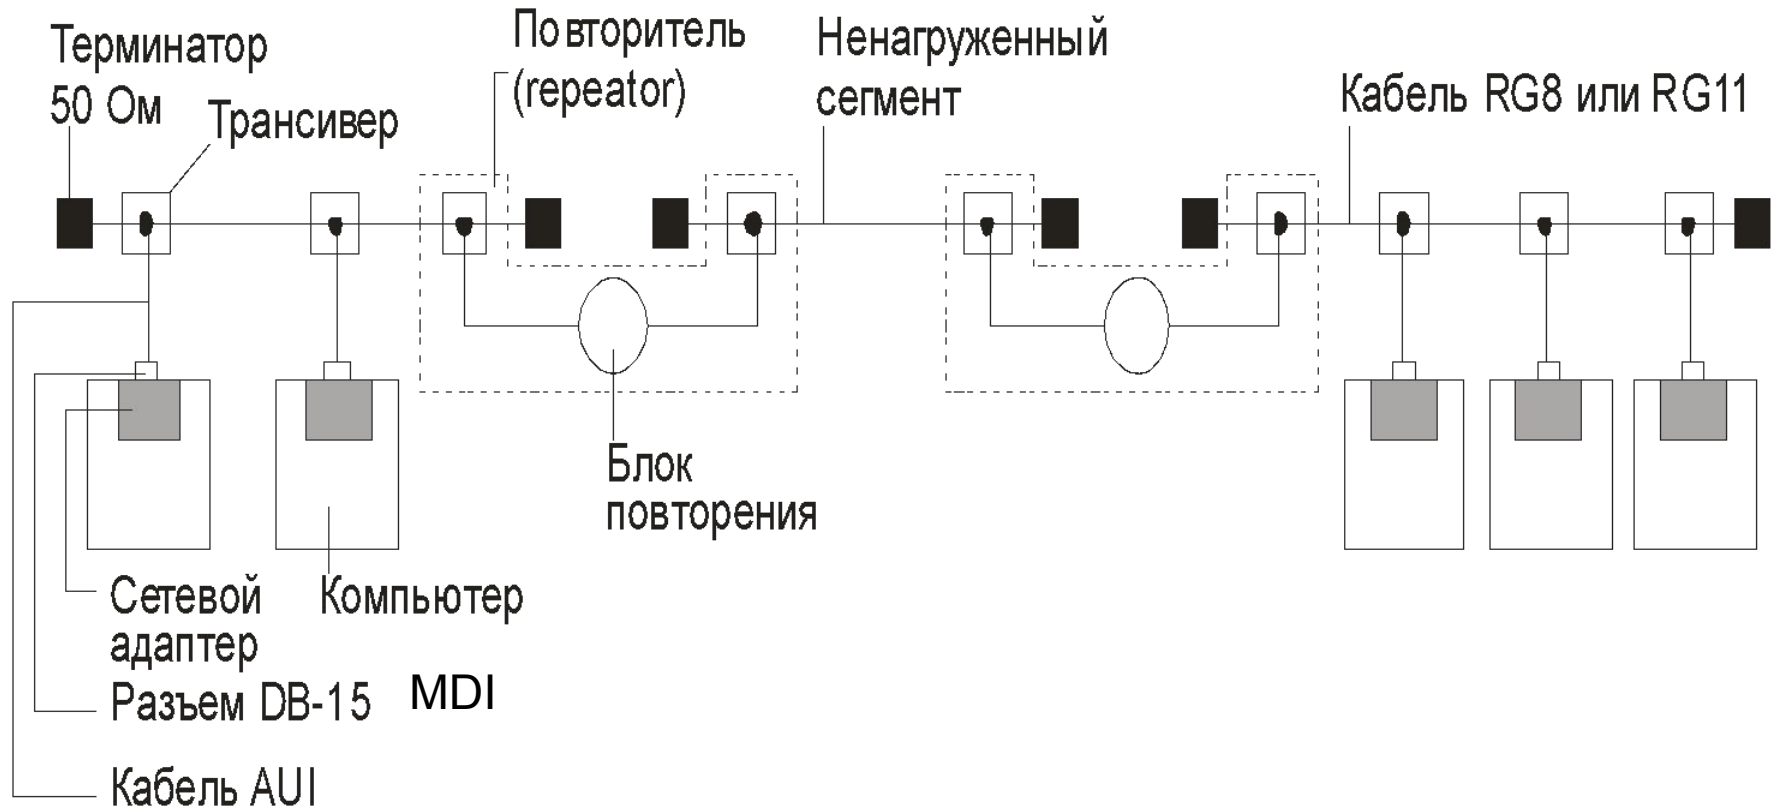 Терминатор
50 Ом
Трансивер
Повторитель
(repeator)
Ненагруженный
сегмент
Кабель RG8 или RG11
Блок
повторения
Сетевой
адаптер
Компьютер
Разъем DB-15 MDI
Кабель AUI